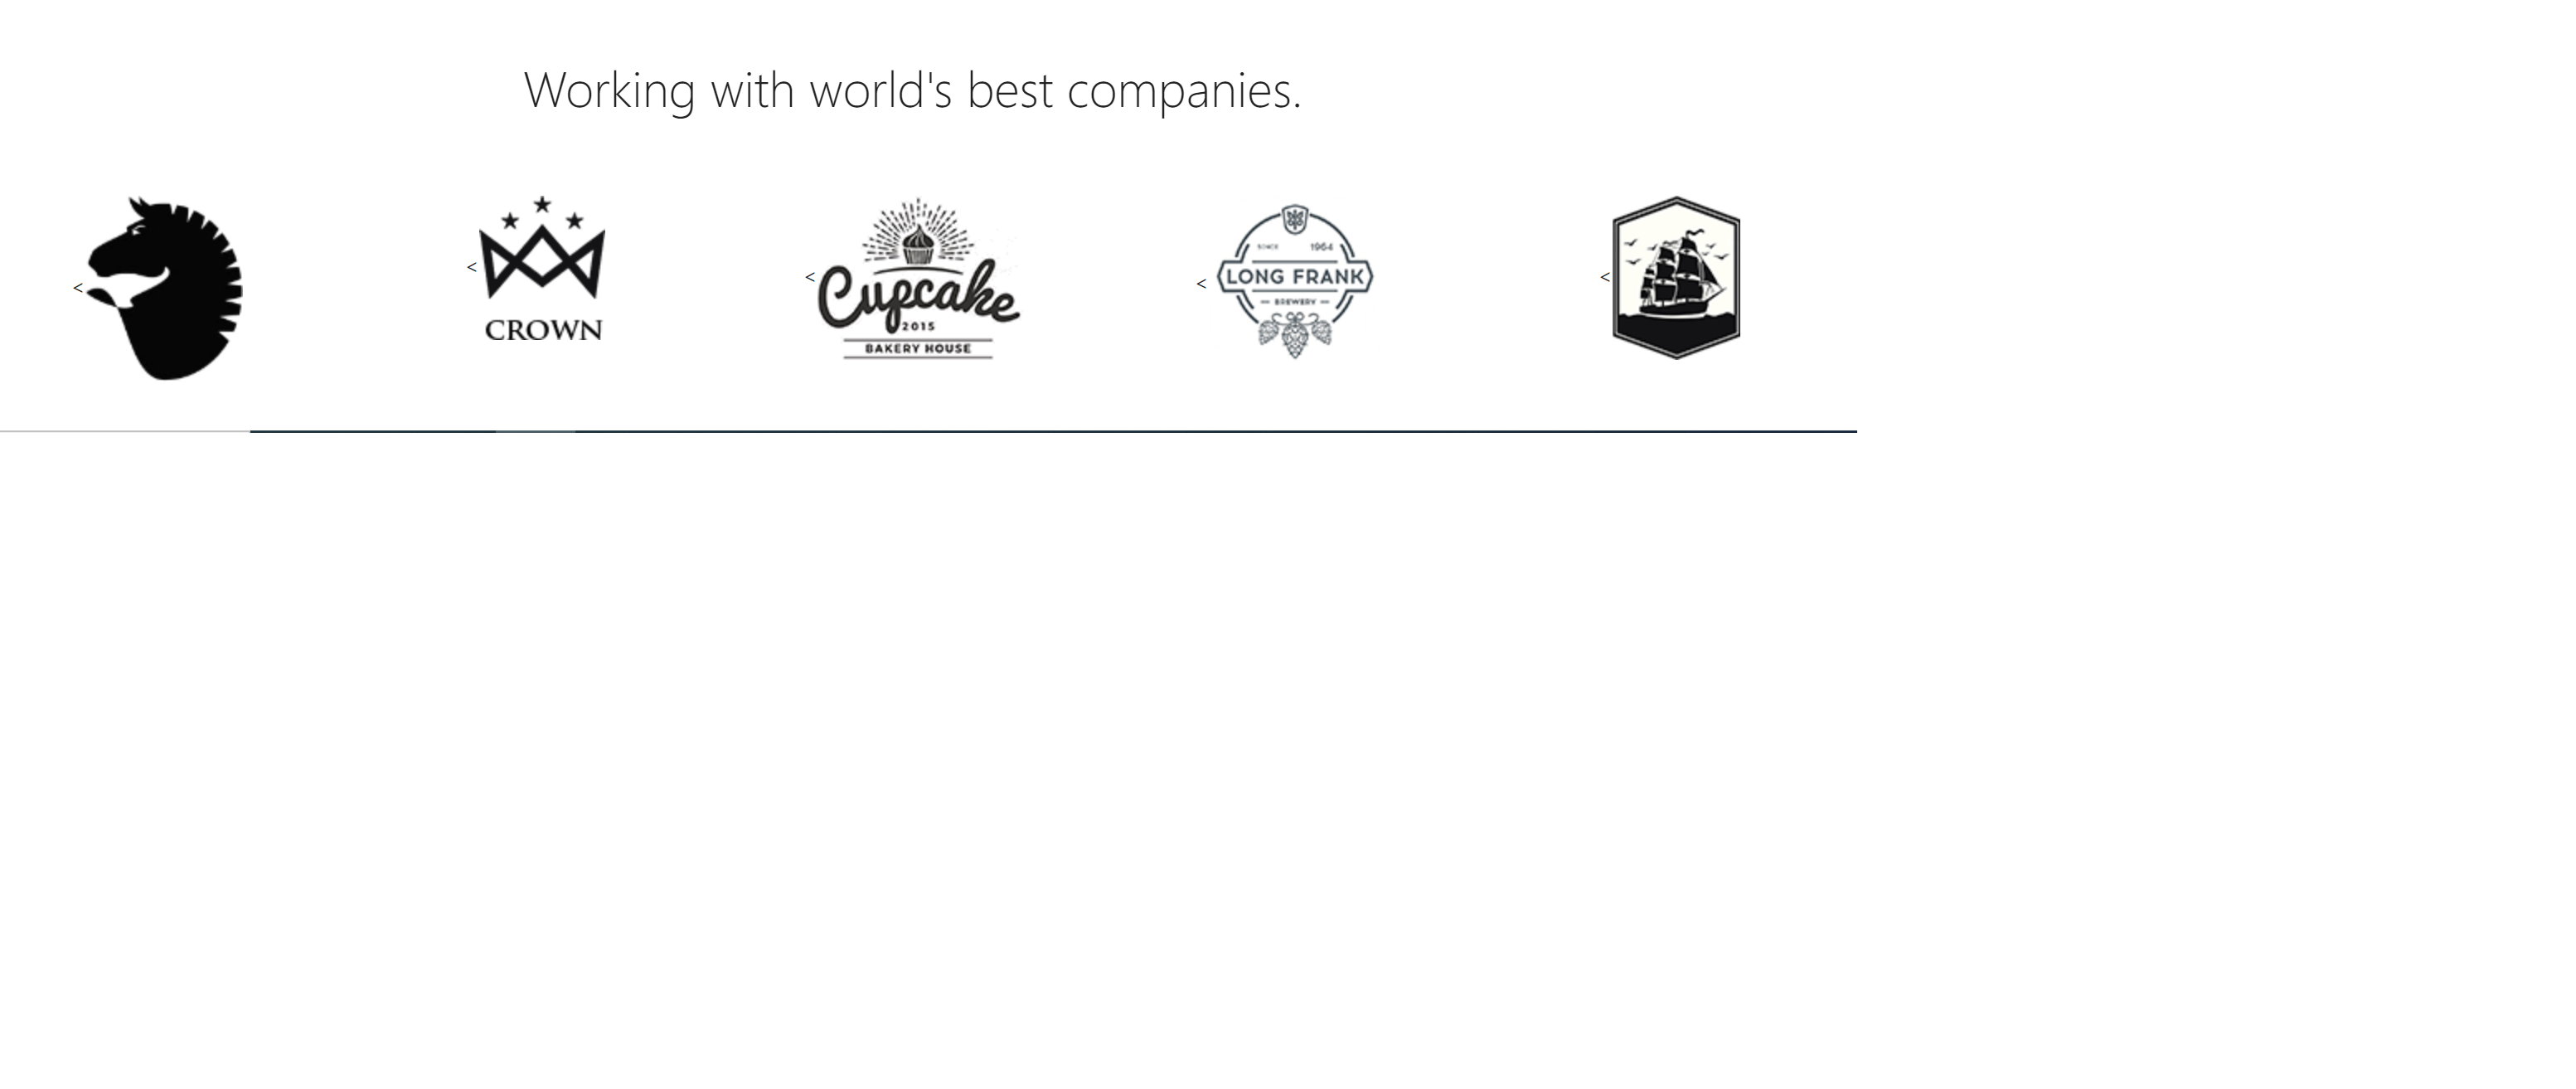 Working with world's best companies.
<
<
CROWN
<
Cupcake
2015
BAKERY HOUSE
<
SINCE 1964
LONG FRANK
BREWERY
<